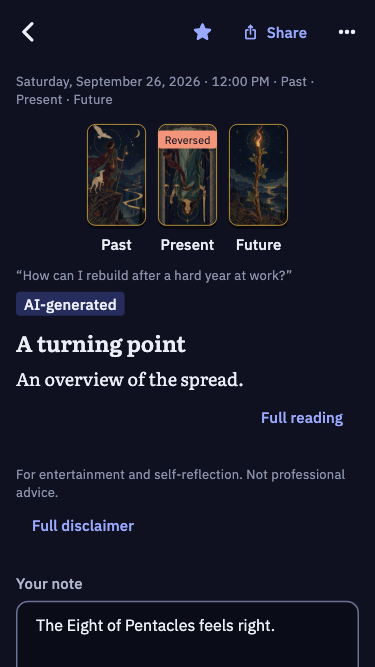 Share
Saturday, September 26, 2026 · 12:00 PM · Past ·
Present · Future
Reversed
Past
Present
Future
“How can I rebuild after a hard year at work?”
AI-generated
A turning point
An overview of the spread.
Full reading
For entertainment and self-reflection. Not professional
advice.
Full disclaimer
Your note
The Eight of Pentacles feels right.